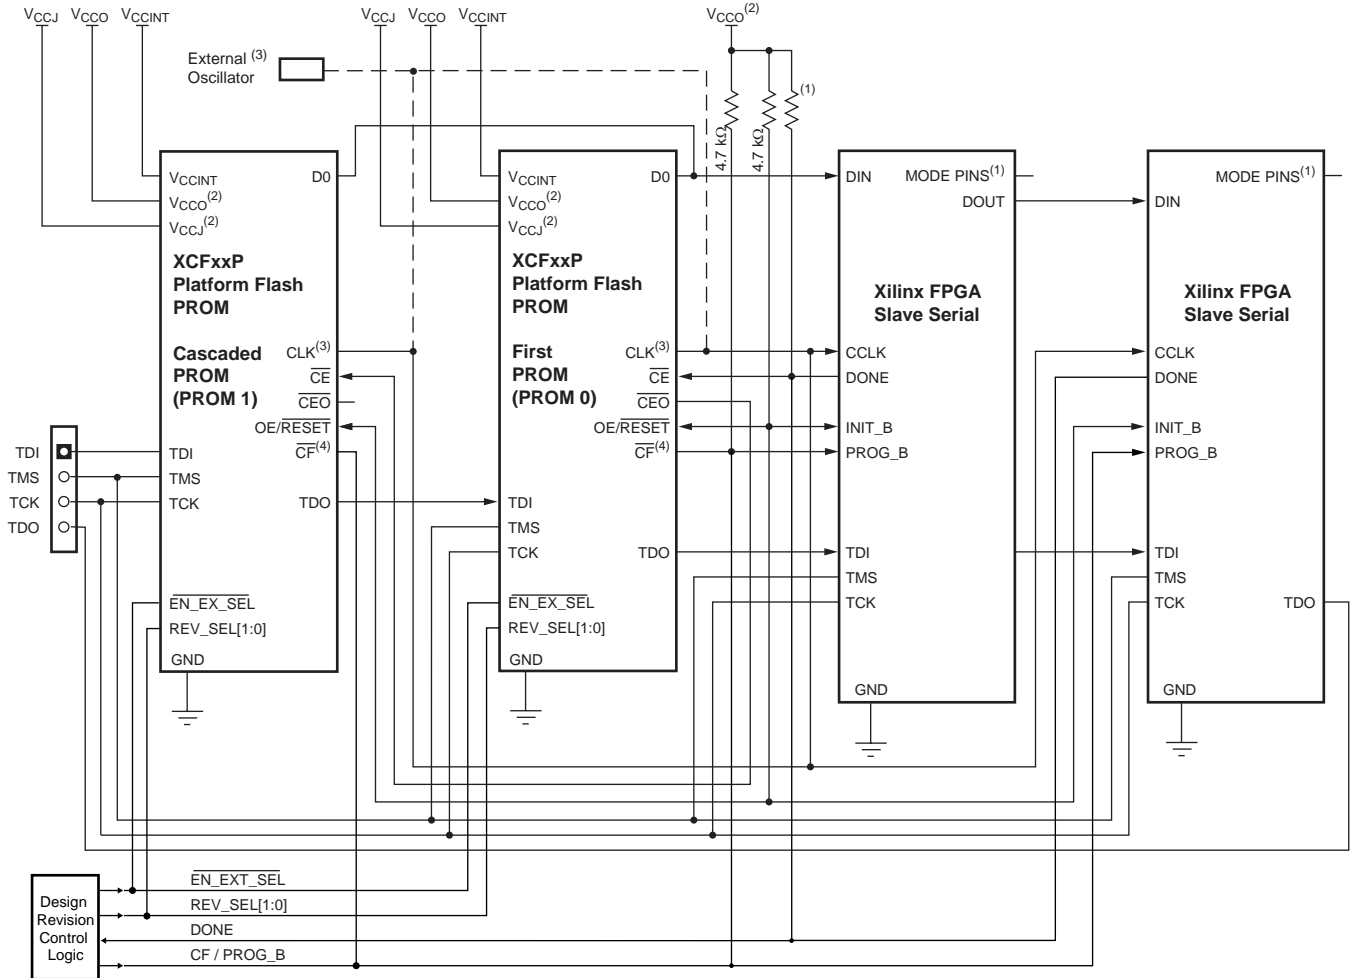 VCCJ VCCO VCCINT
VCCJ VCCO VCCINT
VCCO(2)
External (3)
Oscillator
(1)
4.7 kΩ
4.7 kΩ
VCCINT
VCCO(2)
VCCJ(2)
D0
XCFxxP
Platform Flash
PROM
Cascaded
PROM
(PROM 1)
CLK(3)
CE
CEO
OE/RESET
CF(4)
TDI
TMS
TCK
TDO
EN_EX_SEL
REV_SEL[1:0]
GND
TDI
TMS
TCK
TDO
VCCINT
VCCO(2)
VCCJ(2)
D0
XCFxxP
Platform Flash
PROM
First
PROM
(PROM 0)
CLK(3)
CE
CEO
OE/RESET
CF(4)
TDI
TMS
TCK
TDO
EN_EX_SEL
REV_SEL[1:0]
GND
DIN
MODE PINS(1)
DOUT
Xilinx FPGA
Slave Serial
CCLK
DONE
INIT_B
PROG_B
TDI
TMS
TCK
GND
MODE PINS(1)
DIN
Xilinx FPGA
Slave Serial
CCLK
DONE
INIT_B
PROG_B
TDI
TMS
TCK
TDO
GND
Design
Revision
Control
Logic
EN_EXT_SEL
REV_SEL[1:0]
DONE
CF / PROG_B